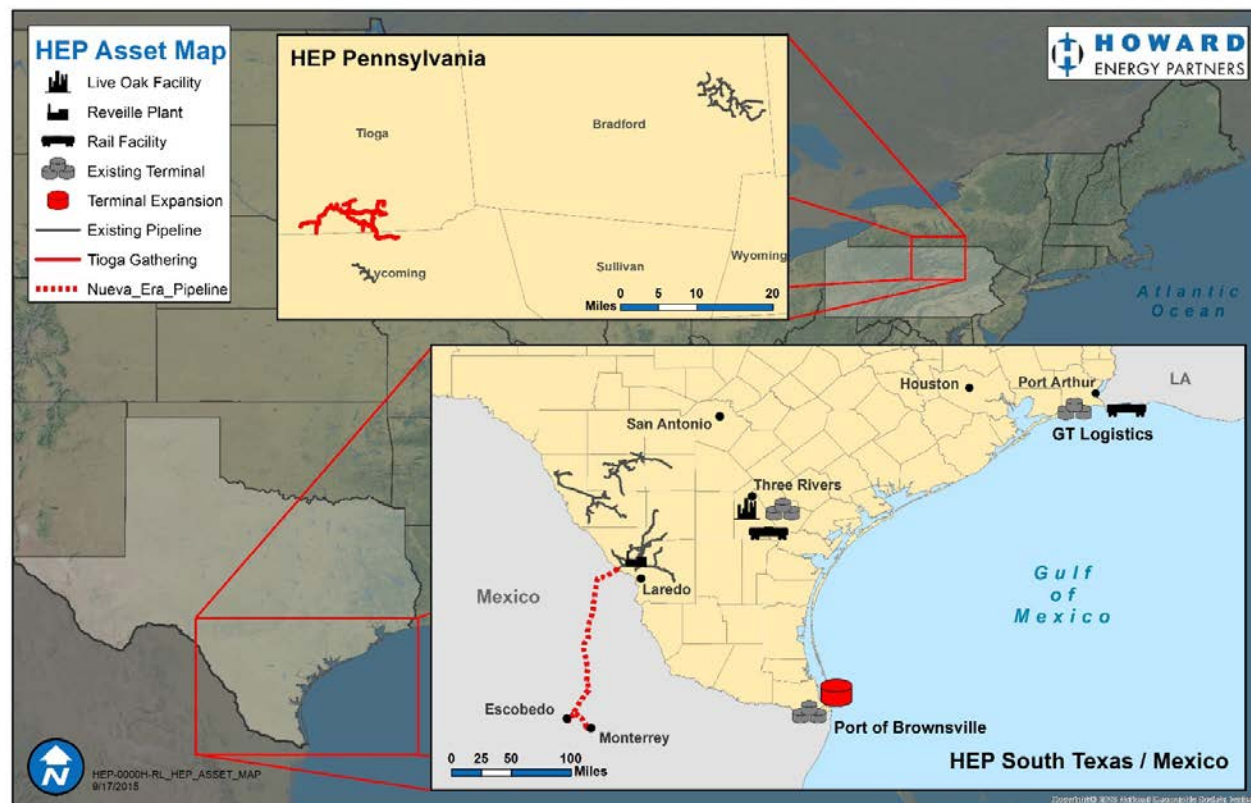 HEP Asset Map
Live Oak Facility
Reveille Plant
Rail Facility
Existing Terminal
Terminal Expansion
Existing Pipeline
Tioga Gathering
Nueva_Era_Pipeline
HEP Pennsylvania
Tioga
Bradford
Lycoming
Sullivan
Wyoming
0 5 10 20
Miles
HOWARD
ENERGY PARTNERS
Atlantic
Ocean
Houston
Port Arthur
LA
San Antonio
GT Logistics
Three Rivers
Laredo
Mexico
Gulf
of
Mexico
Escobedo
Monterrey
Port of Brownsville
0 25 50 100
Miles
HEP South Texas / Mexico
N
HEP-0000H-RL_HEP_ASSET_MAP
9/17/2015